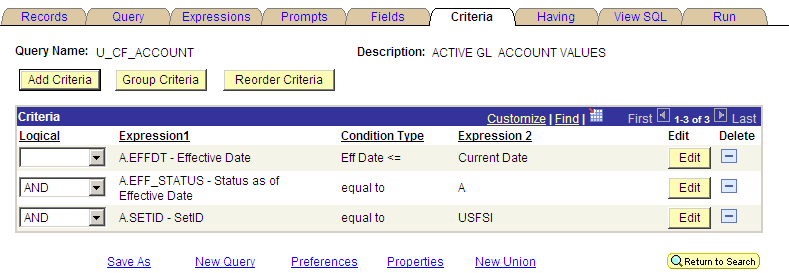 Records Query Expressions Prompts Fields Criteria Having View SQL Run
Query Name: U_CF_ACCOUNT Description: ACTIVE GL ACCOUNT VALUES
Add Criteria Group Criteria Reorder Criteria
Criteria Customize | Find | First 1-3 of 3 Last
Logical Expression1 Condition Type Expression 2 Edit Delete
A.EFFDT - Effective Date Eff Date <= Current Date Edit
AND A.EFF_STATUS - Status as of Effective Date equal to A Edit
AND A.SETID - SetID equal to USFSI Edit
Save As New Query Preferences Properties New Union Return to Search